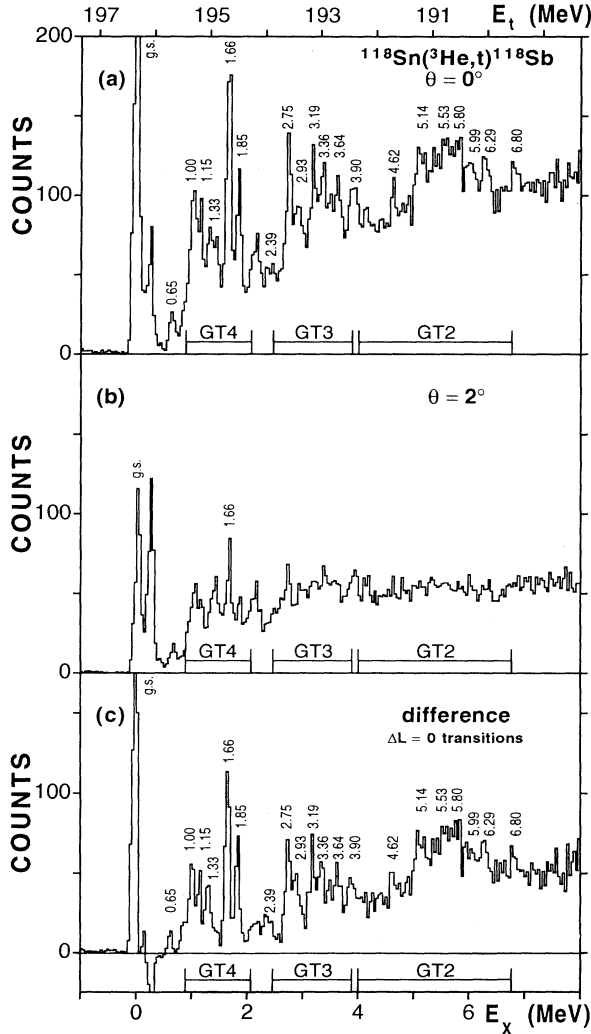 197 195 193 191 E_t (MeV)
200
(a)
g.s.
1.66
¹¹⁸Sn(³He,t)¹¹⁸Sb
θ = 0°
COUNTS
100
0
0.65
1.00
1.15
1.33
1.85
2.39
2.75
2.93
3.19
3.36
3.64
3.90
4.62
5.14
5.53
5.80
5.99
6.29
6.80
GT4 GT3 GT2
(b)
θ = 2°
g.s.
1.66
COUNTS
100
0
GT4 GT3 GT2
(c)
g.s.
difference
ΔL = 0 transitions
COUNTS
100
0
0.65
1.00
1.15
1.33
1.66
1.85
2.39
2.75
2.93
3.19
3.36
3.64
3.90
4.62
5.14
5.53
5.80
5.99
6.29
6.80
GT4 GT3 GT2
0 2 4 6 E_X (MeV)